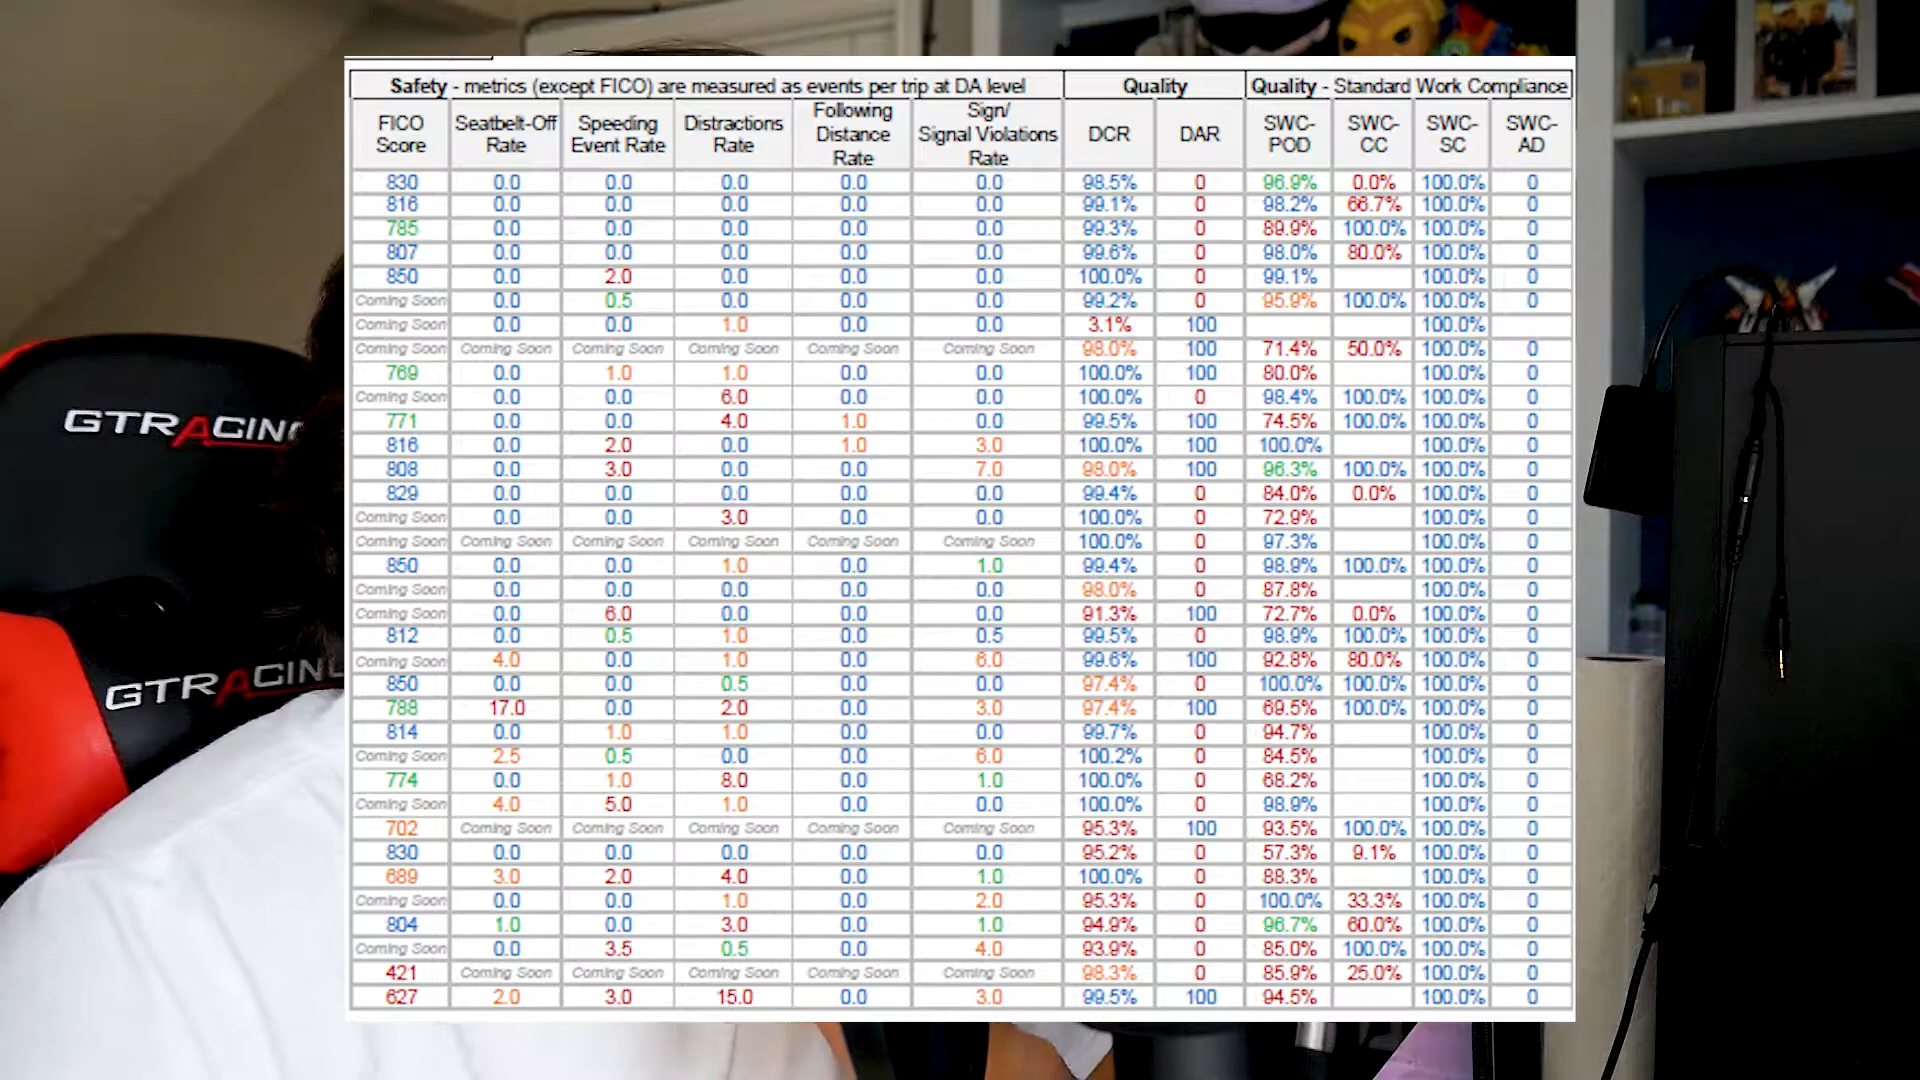 Safety - metrics (except FICO) are measured as events per trip at DA level Quality Quality - Standard Work Compliance
FICO Score Seatbelt-Off Rate Speeding Event Rate Distractions Rate Following Distance Rate Sign/ Signal Violations Rate DCR DAR SWC-POD SWC-CC SWC-SC SWC-AD
830 0.0 0.0 0.0 0.0 0.0 98.5% 0 96.9% 0.0% 100.0% 0
816 0.0 0.0 0.0 0.0 0.0 99.1% 0 98.2% 66.7% 100.0% 0
785 0.0 0.0 0.0 0.0 0.0 99.3% 0 89.9% 100.0% 100.0% 0
807 0.0 0.0 0.0 0.0 0.0 99.6% 0 98.0% 80.0% 100.0% 0
850 0.0 2.0 0.0 0.0 0.0 100.0% 0 99.1% 100.0% 0
Coming Soon 0.0 0.5 0.0 0.0 0.0 99.2% 0 95.9% 100.0% 100.0% 0
Coming Soon 0.0 0.0 1.0 0.0 0.0 3.1% 100 100.0%
Coming Soon Coming Soon Coming Soon Coming Soon Coming Soon Coming Soon 98.0% 100 71.4% 50.0% 100.0% 0
769 0.0 1.0 1.0 0.0 0.0 100.0% 100 80.0% 100.0% 0
Coming Soon 0.0 0.0 6.0 0.0 0.0 100.0% 0 98.4% 100.0% 100.0% 0
771 0.0 0.0 4.0 1.0 0.0 99.5% 100 74.5% 100.0% 100.0% 0
816 0.0 2.0 0.0 1.0 3.0 100.0% 100 100.0% 100.0% 0
808 0.0 3.0 0.0 0.0 7.0 98.0% 100 96.3% 100.0% 100.0% 0
829 0.0 0.0 0.0 0.0 0.0 99.4% 0 84.0% 0.0% 100.0% 0
Coming Soon 0.0 0.0 3.0 0.0 0.0 100.0% 0 72.9% 100.0% 0
Coming Soon Coming Soon Coming Soon Coming Soon Coming Soon Coming Soon 100.0% 0 97.3% 100.0% 0
850 0.0 0.0 1.0 0.0 1.0 99.4% 0 98.9% 100.0% 100.0% 0
Coming Soon 0.0 0.0 0.0 0.0 0.0 98.0% 0 87.8% 100.0% 0
Coming Soon 0.0 6.0 0.0 0.0 0.0 91.3% 100 72.7% 0.0% 100.0% 0
812 0.0 0.5 1.0 0.0 0.5 99.5% 0 98.9% 100.0% 100.0% 0
Coming Soon 4.0 0.0 1.0 0.0 6.0 99.6% 100 92.8% 80.0% 100.0% 0
850 0.0 0.0 0.5 0.0 0.0 97.4% 0 100.0% 100.0% 100.0% 0
788 17.0 0.0 2.0 0.0 3.0 97.4% 100 69.5% 100.0% 100.0% 0
814 0.0 1.0 1.0 0.0 0.0 99.7% 0 94.7% 100.0% 0
Coming Soon 2.5 0.5 0.0 0.0 6.0 100.2% 0 84.5% 100.0% 0
774 0.0 1.0 8.0 0.0 1.0 100.0% 0 68.2% 100.0% 0
Coming Soon 4.0 5.0 1.0 0.0 0.0 100.0% 0 98.9% 100.0% 0
702 Coming Soon Coming Soon Coming Soon Coming Soon Coming Soon 95.3% 100 93.5% 100.0% 100.0% 0
830 0.0 0.0 0.0 0.0 0.0 95.2% 0 57.3% 9.1% 100.0% 0
689 3.0 2.0 4.0 0.0 1.0 100.0% 0 88.3% 100.0% 0
Coming Soon 0.0 0.0 1.0 0.0 2.0 95.3% 0 100.0% 33.3% 100.0% 0
804 1.0 0.0 3.0 0.0 1.0 94.9% 0 96.7% 60.0% 100.0% 0
Coming Soon 0.0 3.5 0.5 0.0 4.0 93.9% 0 85.0% 100.0% 100.0% 0
421 Coming Soon Coming Soon Coming Soon Coming Soon Coming Soon 98.3% 0 85.9% 25.0% 100.0% 0
627 2.0 3.0 15.0 0.0 3.0 99.5% 100 94.5% 100.0% 0
GTRACING
GTRACING